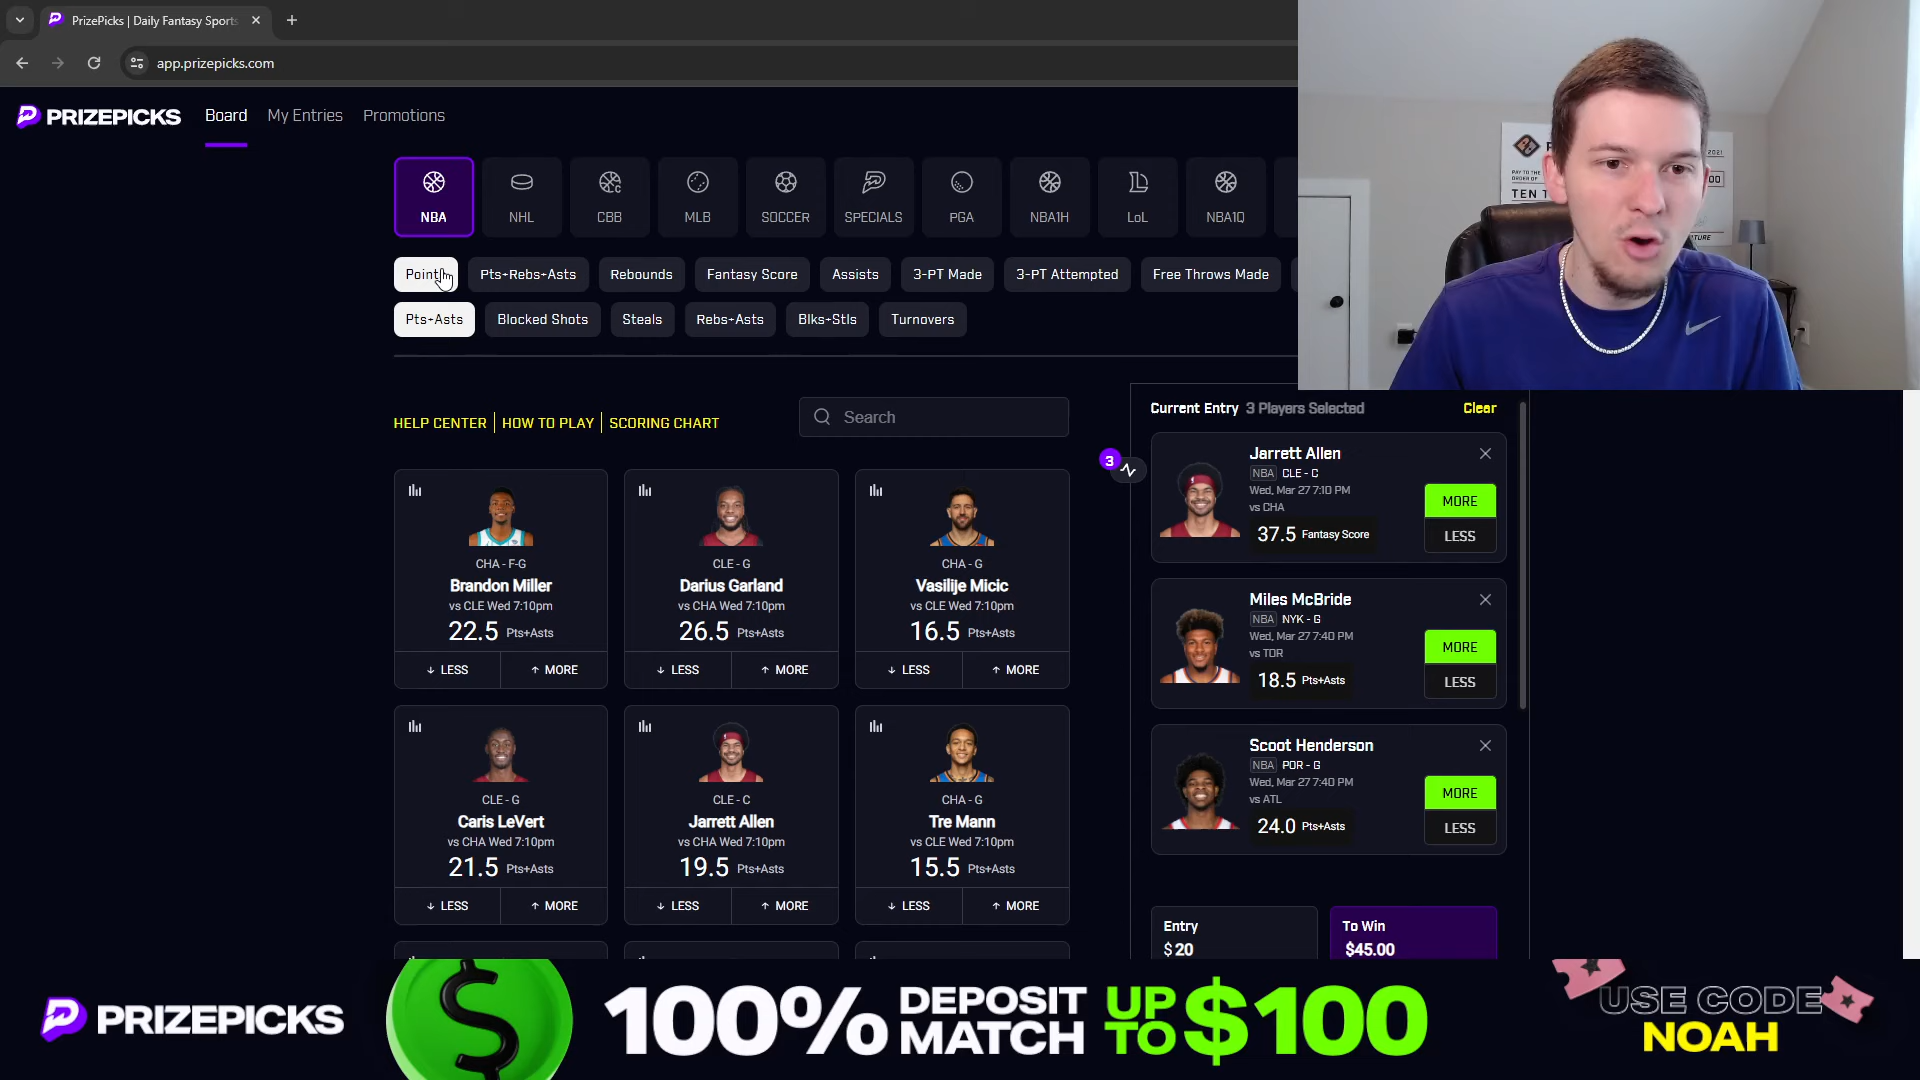 PrizePicks | Daily Fantasy Sports
app.prizepicks.com
PRIZEPICKS
Board
My Entries
Promotions
NBA
NHL
CBB
MLB
SOCCER
SPECIALS
PGA
NBA1H
LoL
NBA1Q
Points
Pts+Rebs+Asts
Rebounds
Fantasy Score
Assists
3-PT Made
3-PT Attempted
Free Throws Made
Pts+Asts
Blocked Shots
Steals
Rebs+Asts
Blks+Stls
Turnovers
HELP CENTER
HOW TO PLAY
SCORING CHART
Search
CHA - F-G
Brandon Miller
vs CLE Wed 7:10pm
22.5 Pts+Asts
↓ LESS
↑ MORE
CLE - G
Darius Garland
vs CHA Wed 7:10pm
26.5 Pts+Asts
↓ LESS
↑ MORE
CHA - G
Vasilije Micic
vs CLE Wed 7:10pm
16.5 Pts+Asts
↓ LESS
↑ MORE
CLE - G
Caris LeVert
vs CHA Wed 7:10pm
21.5 Pts+Asts
↓ LESS
↑ MORE
CLE - C
Jarrett Allen
vs CHA Wed 7:10pm
19.5 Pts+Asts
↓ LESS
↑ MORE
CHA - G
Tre Mann
vs CLE Wed 7:10pm
15.5 Pts+Asts
↓ LESS
↑ MORE
Current Entry 3 Players Selected
Clear
3
Jarrett Allen
NBA CLE - C
Wed, Mar 27 7:10 PM
vs CHA
37.5 Fantasy Score
MORE
LESS
Miles McBride
NBA NYK - G
Wed, Mar 27 7:40 PM
vs TOR
18.5 Pts+Asts
MORE
LESS
Scoot Henderson
NBA POR - G
Wed, Mar 27 7:40 PM
vs ATL
24.0 Pts+Asts
MORE
LESS
Entry
$ 20
To Win
$45.00
PRIZEPICKS
100% DEPOSIT MATCH UP TO $100
USE CODE
NOAH